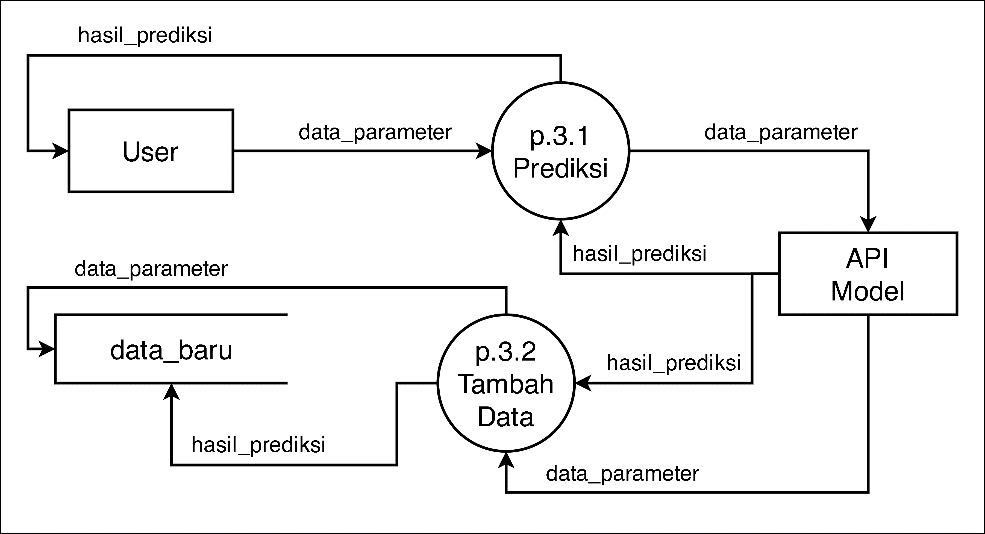 hasil_prediksi
User
data_parameter
p.3.1
Prediksi
data_parameter
hasil_prediksi
API
Model
data_parameter
data_baru
p.3.2
Tambah
Data
hasil_prediksi
hasil_prediksi
data_parameter